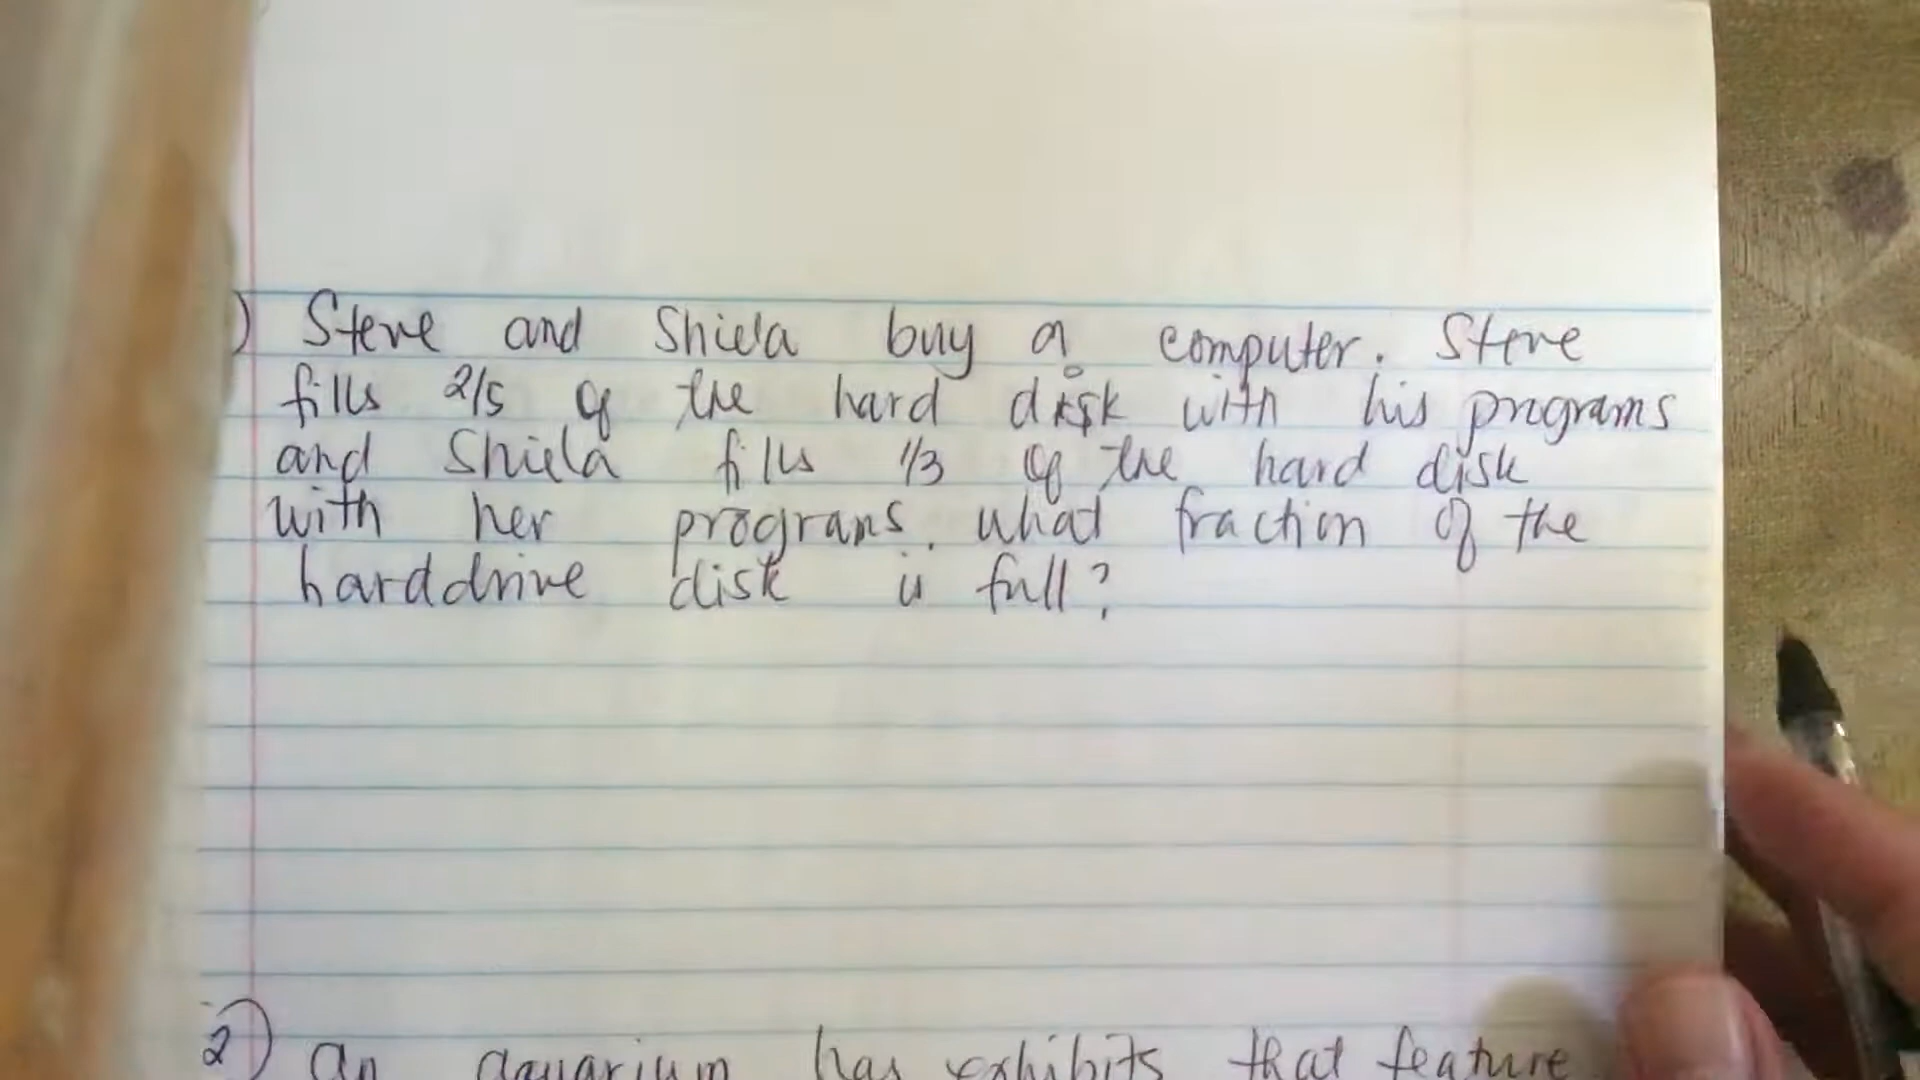 ) Steve and Shiela buy a computer. Steve
fills 2/5 of the hard disk with his programs
and Shiela fills 1/3 of the hard disk
with her programs. what fraction of the
harddrive disk is full?
2) An aquarium has exhibits that feature